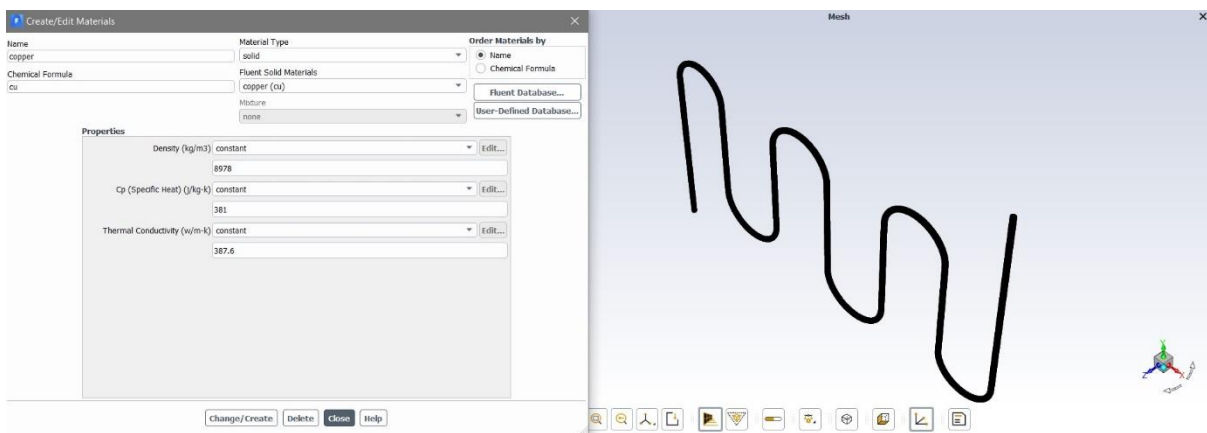 Create/Edit Materials
Name
copper
Chemical Formula
cu
Material Type
solid
Fluent Solid Materials
copper (cu)
Mixture
none
Order Materials by
Name
Chemical Formula
Fluent Database...
User-Defined Database...
Properties
Density (kg/m3) constant Edit...
8978
Cp (Specific Heat) (j/kg-k) constant Edit...
381
Thermal Conductivity (w/m-k) constant Edit...
387.6
Change/Create Delete Close Help
Mesh
Y
Z
X